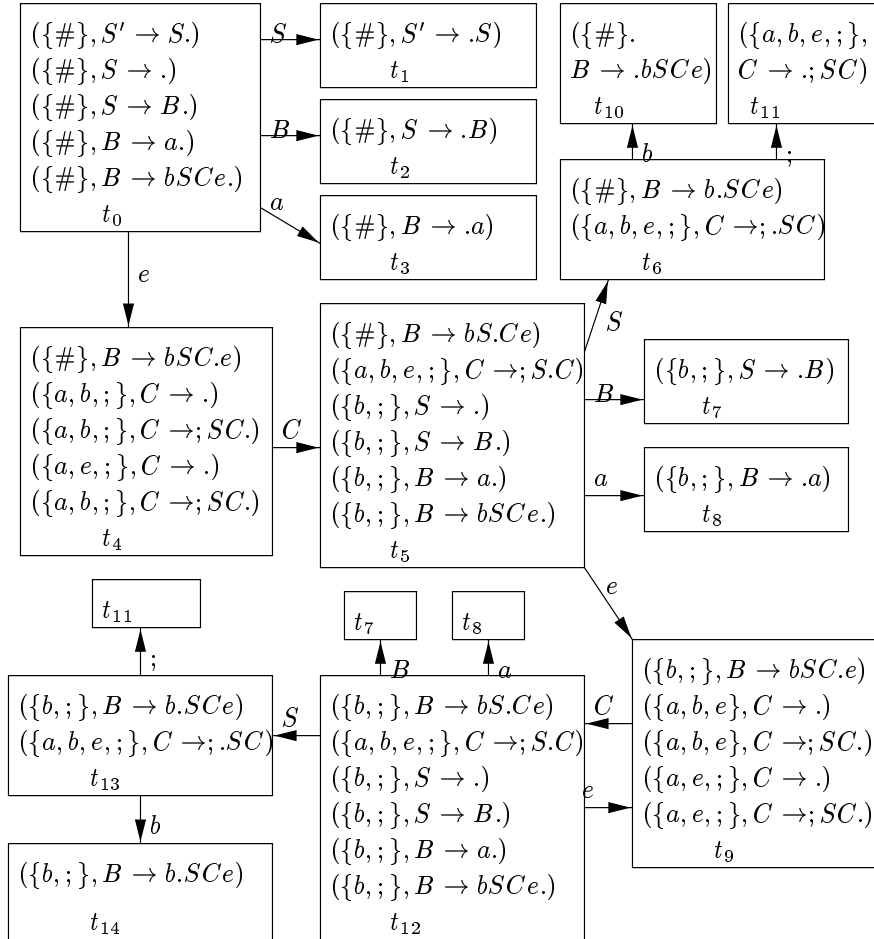 ({#}, S′ → S.)
({#}, S → .)
({#}, S → B.)
({#}, B → a.)
({#}, B → bSCe.)
t₀
S
({#}, S′ → .S)
t₁
B
({#}, S → .B)
t₂
a
({#}, B → .a)
t₃
({#}.
B → .bSCe)
t₁₀
({a, b, e, ; },
C → .; SC)
t₁₁
b
;
({#}, B → b.SCe)
({a, b, e, ; }, C →; .SC)
t₆
e
S
({#}, B → bSC.e)
({a, b, ; }, C → .)
({a, b, ; }, C →; SC.)
({a, e, ; }, C → .)
({a, b, ; }, C →; SC.)
t₄
C
({#}, B → bS.Ce)
({a, b, e, ; }, C →; S.C)
({b, ; }, S → .)
({b, ; }, S → B.)
({b, ; }, B → a.)
({b, ; }, B → bSCe.)
t₅
B
({b, ; }, S → .B)
t₇
a
({b, ; }, B → .a)
t₈
e
t₁₁
;
t₇
B
t₈
a
({b, ; }, B → b.SCe)
({a, b, e, ; }, C →; .SC)
t₁₃
S
({b, ; }, B → bS.Ce)
({a, b, e, ; }, C →; S.C)
({b, ; }, S → .)
({b, ; }, S → B.)
({b, ; }, B → a.)
({b, ; }, B → bSCe.)
t₁₂
C
e
({b, ; }, B → bSC.e)
({a, b, e}, C → .)
({a, b, e}, C →; SC.)
({a, e, ; }, C → .)
({a, e, ; }, C →; SC.)
t₉
b
({b, ; }, B → b.SCe)
t₁₄